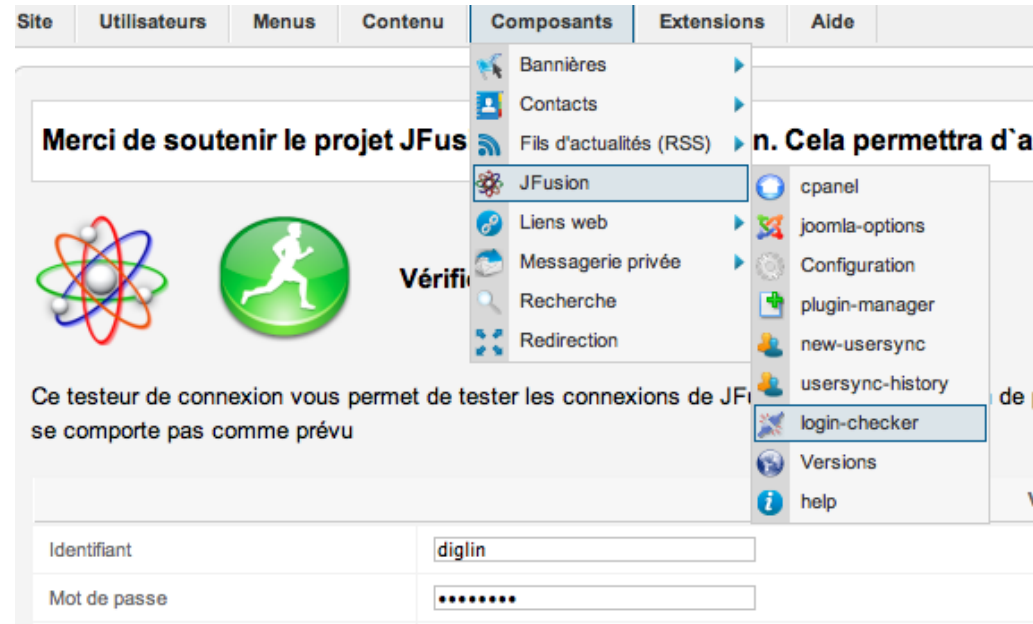 Site Utilisateurs Menus Contenu Composants Extensions Aide
Bannières
Contacts
Merci de soutenir le projet JFus
n. Cela permettra d`a
Fils d'actualités (RSS)
JFusion
cpanel
Liens web
joomla-options
Messagerie privée
Configuration
Vérifi
Recherche
plugin-manager
Redirection
new-usersync
usersync-history
Ce testeur de connexion vous permet de tester les connexions de JF
de
login-checker
se comporte pas comme prévu
Versions
help
Identifiant diglin
Mot de passe ••••••••